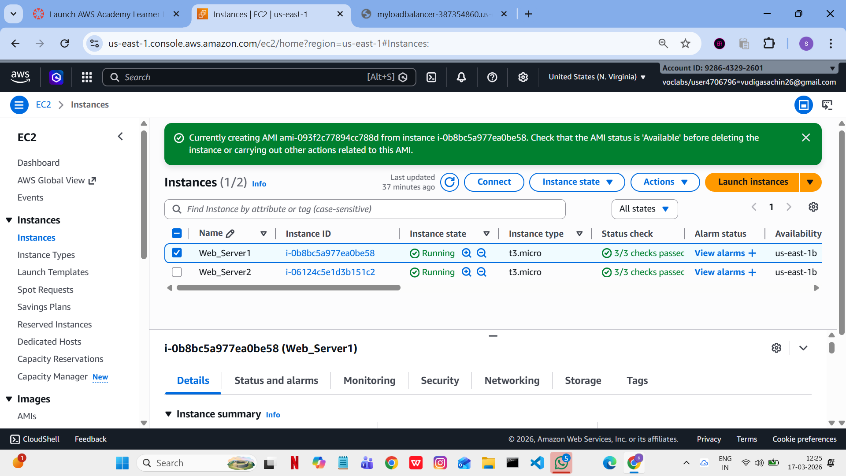 Launch AWS Academy Learner
Instances | EC2 | us-east-1
myloadbalancer-387354860.us
us-east-1.console.aws.amazon.com/ec2/home?region=us-east-1#Instances:
aws
Search
[Alt+S]
United States (N. Virginia)
Account ID: 9286-4329-2601
voclabs/user4706796=vudigasachin26@gmail.com
EC2
Instances
EC2
Dashboard
AWS Global View
Events
Instances
Instances
Instance Types
Launch Templates
Spot Requests
Savings Plans
Reserved Instances
Dedicated Hosts
Capacity Reservations
Capacity Manager New
Images
AMIs
Currently creating AMI ami-093f2c77894cc788d from instance i-0b8bc5a977ea0be58. Check that the AMI status is 'Available' before deleting the
instance or carrying out other actions related to this AMI.
Instances (1/2) Info
Last updated
37 minutes ago
Connect
Instance state
Actions
Launch instances
Find Instance by attribute or tag (case-sensitive)
All states
1
Name Instance ID Instance state Instance type Status check Alarm status Availability
Web_Server1 i-0b8bc5a977ea0be58 Running t3.micro 3/3 checks passed View alarms us-east-1b
Web_Server2 i-06124c5e1d3b151c2 Running t3.micro 3/3 checks passed View alarms us-east-1b
i-0b8bc5a977ea0be58 (Web_Server1)
Details Status and alarms Monitoring Security Networking Storage Tags
Instance summary Info
CloudShell Feedback
© 2026, Amazon Web Services, Inc. or its affiliates. Privacy Terms Cookie preferences
Search
ENG
IN
12:25
17-03-2026